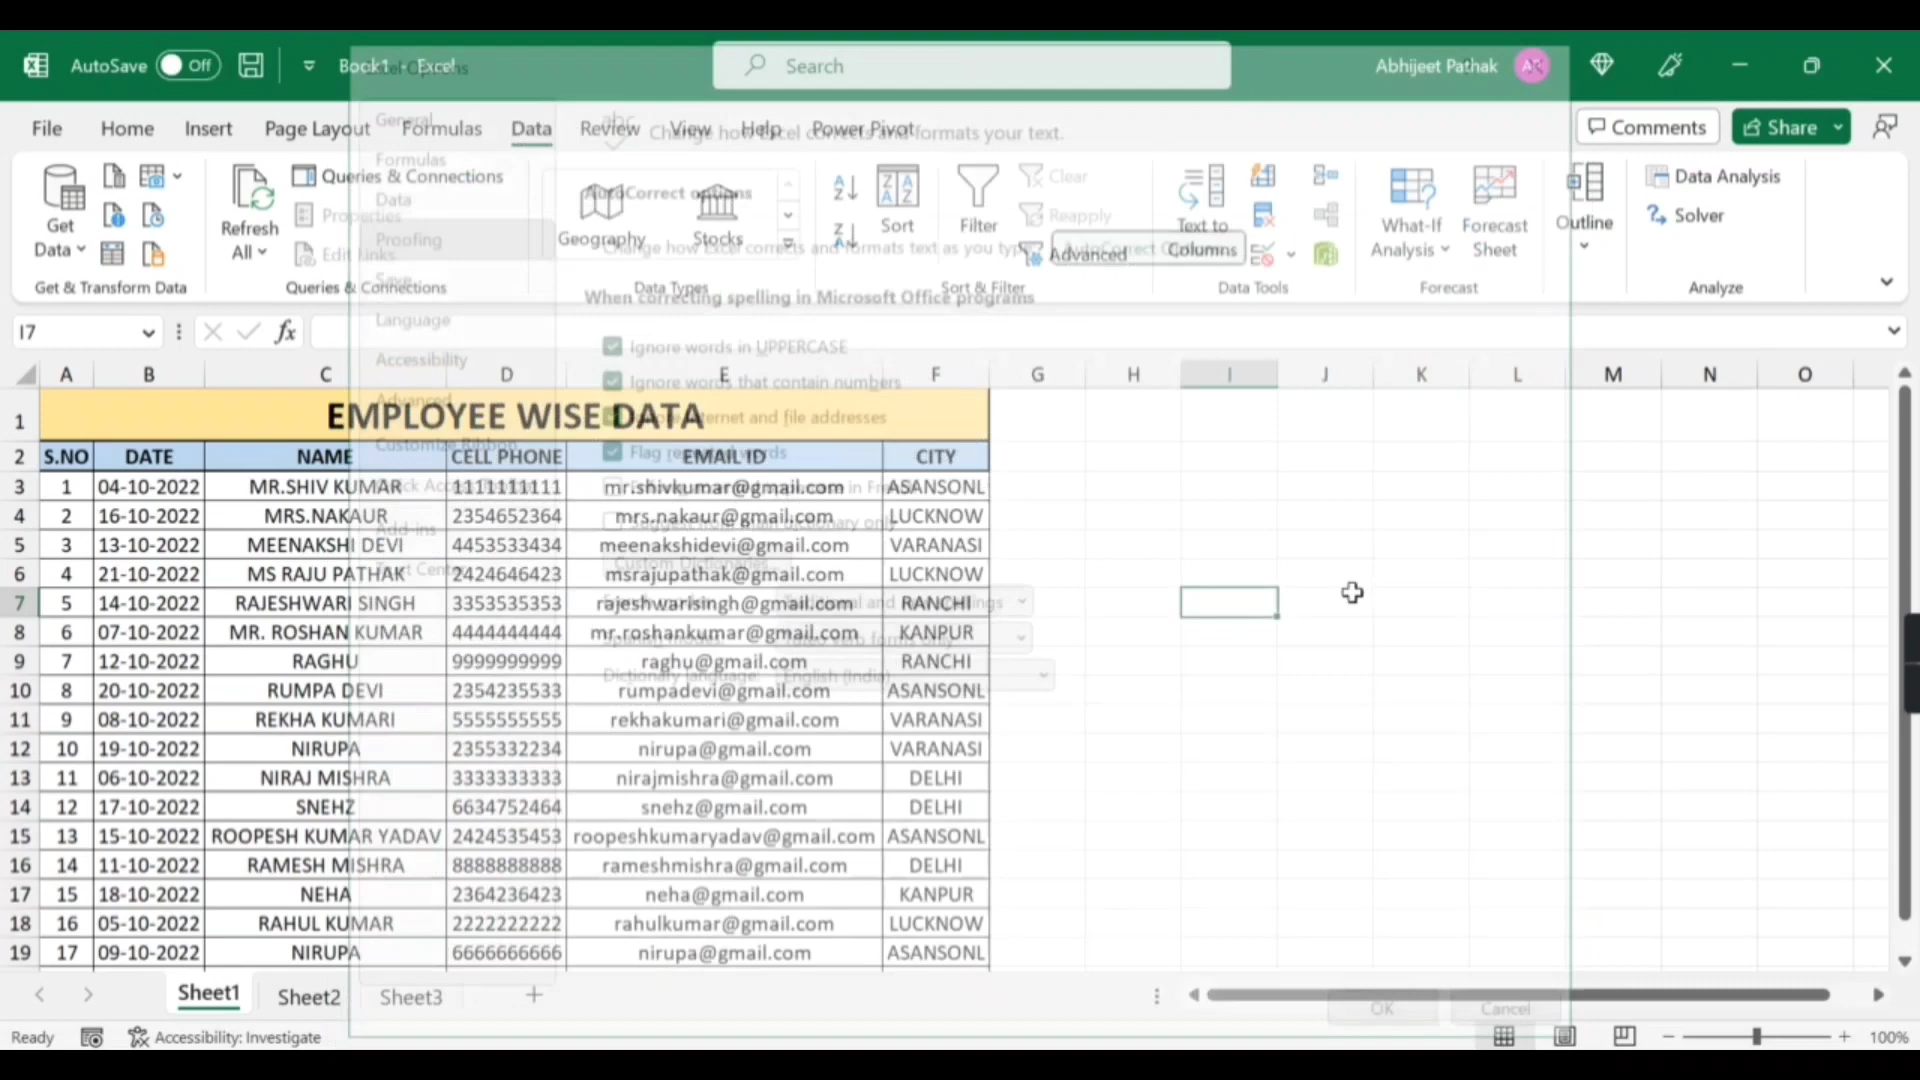 AutoSave Off Book1 - Excel Search Abhijeet Pathak
Excel Options
File Home Insert Page Layout Formulas Data Review View Help Power Pivot Comments Share
General
Change how Excel corrects and formats your text.
Formulas
Data
Proofing
Save
Language
Accessibility
Advanced
Customize Ribbon
Add-ins
Trust Center
AutoCorrect options
Change how Excel corrects and formats text as you type
When correcting spelling in Microsoft Office programs
Ignore words in UPPERCASE
Ignore words that contain numbers
Flag repeated words
Custom Dictionaries
Dictionary language: English (India)
OK Cancel
Get Data
Refresh All
Queries & Connections
Properties
Edit Links
Geography Stocks
Sort Filter
Clear
Reapply
Advanced
Text to Columns
What-If Analysis
Forecast Sheet
Outline
Data Analysis
Solver
Get & Transform Data Queries & Connections Data Types Sort & Filter Data Tools Forecast Analyze
I7 fx
A B C D E F G H I J K L M N O
1 EMPLOYEE WISE DATA
2 S.NO DATE NAME CELL PHONE EMAIL ID CITY
3 1 04-10-2022 MR.SHIV KUMAR 1111111111 mr.shivkumar@gmail.com ASANSONL
4 2 16-10-2022 MRS.NAKAUR 2354652364 mrs.nakaur@gmail.com LUCKNOW
5 3 13-10-2022 MEENAKSHI DEVI 4453533434 meenakshidevi@gmail.com VARANASI
6 4 21-10-2022 MS RAJU PATHAK 2424646423 msrajupathak@gmail.com LUCKNOW
7 5 14-10-2022 RAJESHWARI SINGH 3353535353 rajeshwarisingh@gmail.com RANCHI
8 6 07-10-2022 MR. ROSHAN KUMAR 4444444444 mr.roshankumar@gmail.com KANPUR
9 7 12-10-2022 RAGHU 9999999999 raghu@gmail.com RANCHI
10 8 20-10-2022 RUMPA DEVI 2354235533 rumpadevi@gmail.com ASANSONL
11 9 08-10-2022 REKHA KUMARI 5555555555 rekhakumari@gmail.com VARANASI
12 10 19-10-2022 NIRUPA 2355332234 nirupa@gmail.com VARANASI
13 11 06-10-2022 NIRAJ MISHRA 3333333333 nirajmishra@gmail.com DELHI
14 12 17-10-2022 SNEHZ 6634752464 snehz@gmail.com DELHI
15 13 15-10-2022 ROOPESH KUMAR YADAV 2424535453 roopeshkumaryadav@gmail.com ASANSONL
16 14 11-10-2022 RAMESH MISHRA 8888888888 rameshmishra@gmail.com DELHI
17 15 18-10-2022 NEHA 2364236423 neha@gmail.com KANPUR
18 16 05-10-2022 RAHUL KUMAR 2222222222 rahulkumar@gmail.com LUCKNOW
19 17 09-10-2022 NIRUPA 6666666666 nirupa@gmail.com ASANSONL
Sheet1 Sheet2 Sheet3
Ready Accessibility: Investigate 100%